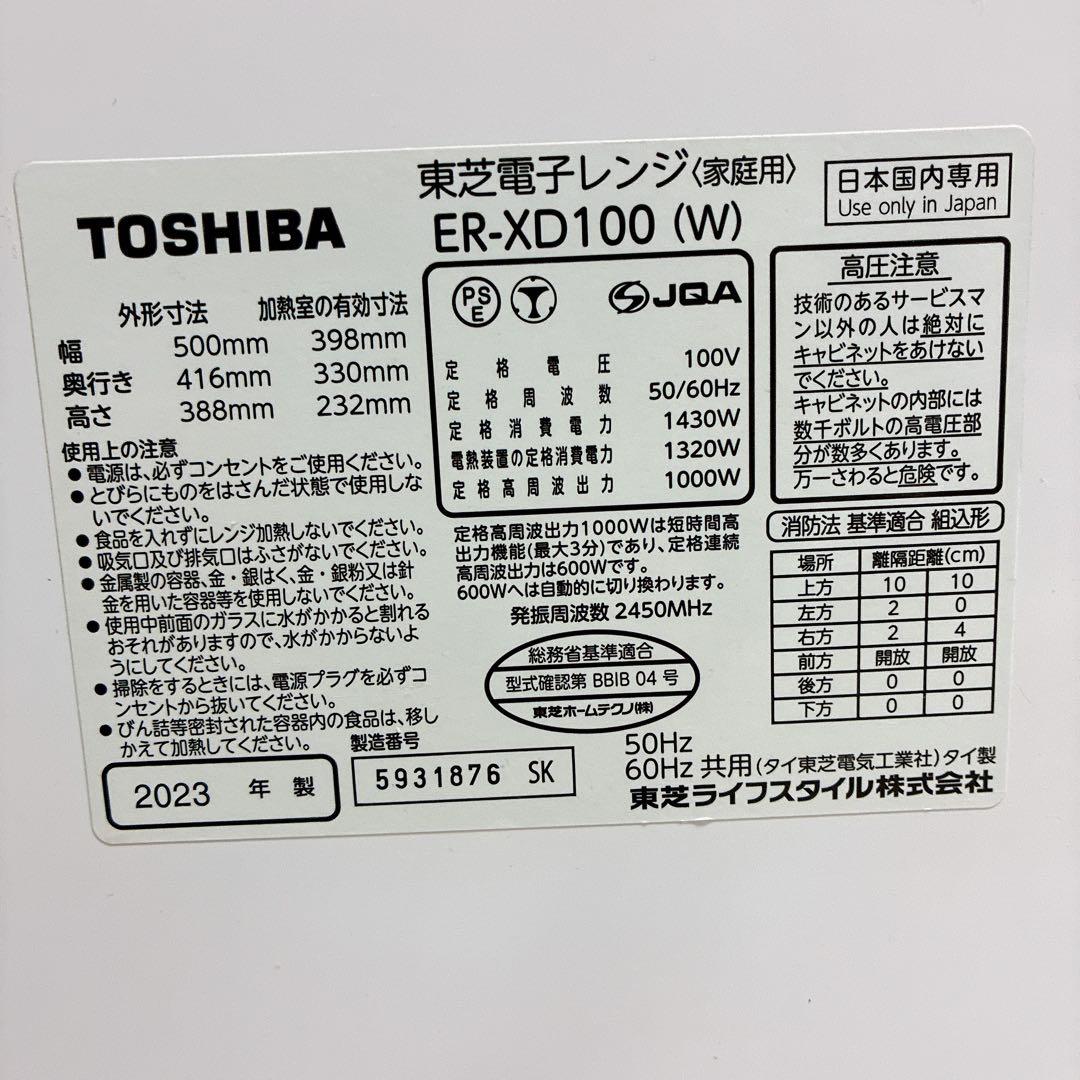 TOSHIBA
東芝電子レンジ〈家庭用〉
ER-XD100 (W)
日本国内専用
Use only in Japan
外形寸法 加熱室の有効寸法
幅 500mm 398mm
奥行き 416mm 330mm
高さ 388mm 232mm
使用上の注意
● 電源は、必ずコンセントをご使用ください。
● とびらにものをはさんだ状態で使用しな
いでください。
● 食品を入れずにレンジ加熱しないでください。
● 吸気口及び排気口はふさがないでください。
● 金属製の容器、金・銀はく、金・銀粉又は針
金を用いた容器等を使用しないでください。
● 使用中前面のガラスに水がかかると割れる
おそれがありますので、水がかからないよ
うにしてください。
● 掃除をするときには、電源プラグを必ずコ
ンセントから抜いてください。
● びん詰等密封された容器内の食品は、移し
かえて加熱してください。
2023 年 製
製造番号
5931876 SK
PS
E
JQA
定格電圧 100V
定格周波数 50/60Hz
定格消費電力 1430W
電熱装置の定格消費電力 1320W
定格高周波出力 1000W
定格高周波出力1000Wは短時間高
出力機能(最大3分)であり、定格連続
高周波出力は600Wです。
600Wへは自動的に切り換わります。
発振周波数 2450MHz
総務省基準適合
型式確認第 BBIB 04 号
東芝ホームテクノ(株)
高圧注意
技術のあるサービスマ
ン以外の人は絶対に
キャビネットをあけない
でください。
キャビネットの内部には
数千ボルトの高電圧部
分が数多くあります。
万一さわると危険です。
消防法 基準適合 組込形
場所 離隔距離(cm)
上方 10 10
左方 2 0
右方 2 4
前方 開放 開放
後方 0 0
下方 0 0
50Hz
60Hz 共用 (タイ東芝電気工業社) タイ製
東芝ライフスタイル株式会社